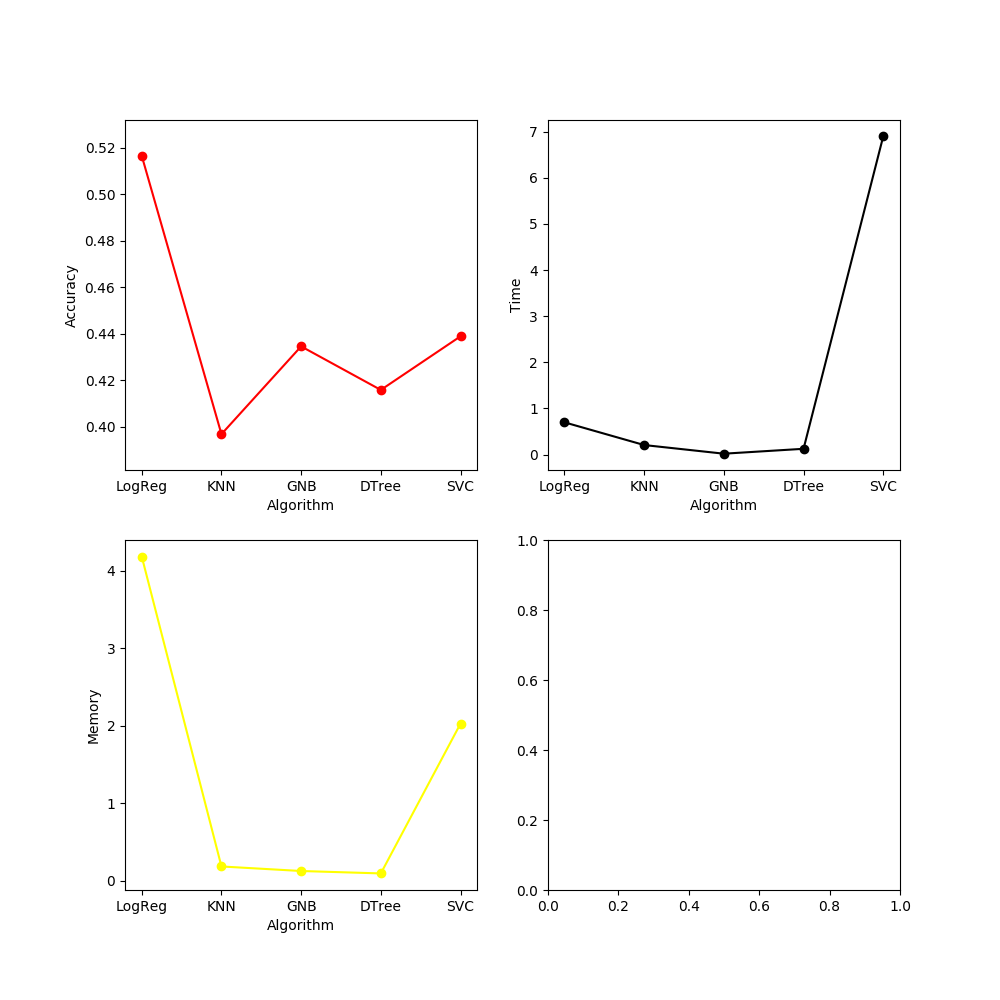 0.52
0.50
0.48
0.46
0.44
0.42
0.40
Accuracy
LogReg KNN GNB DTree SVC
Algorithm
7
6
5
4
3
2
1
0
Time
LogReg KNN GNB DTree SVC
Algorithm
4
3
2
1
0
Memory
LogReg KNN GNB DTree SVC
Algorithm
1.0
0.8
0.6
0.4
0.2
0.0
0.0 0.2 0.4 0.6 0.8 1.0